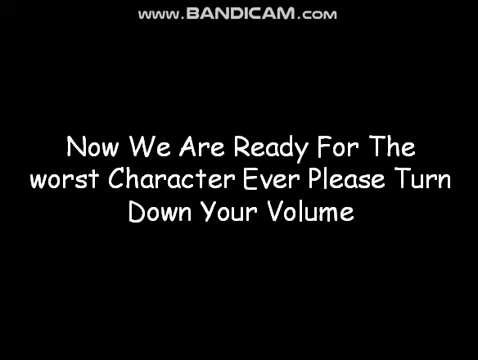 www.BANDICAM.com
Now We Are Ready For The
worst Character Ever Please Turn
Down Your Volume